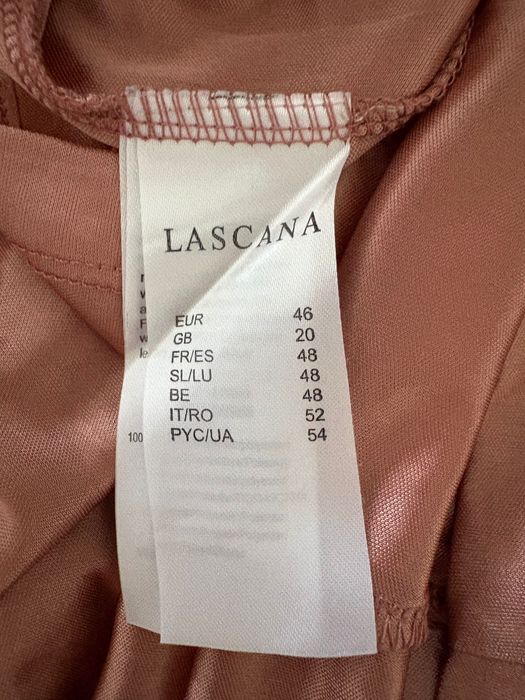 LASCANA
EUR 46
GB 20
FR/ES 48
SL/LU 48
BE 48
IT/RO 52
PYC/UA 54
100